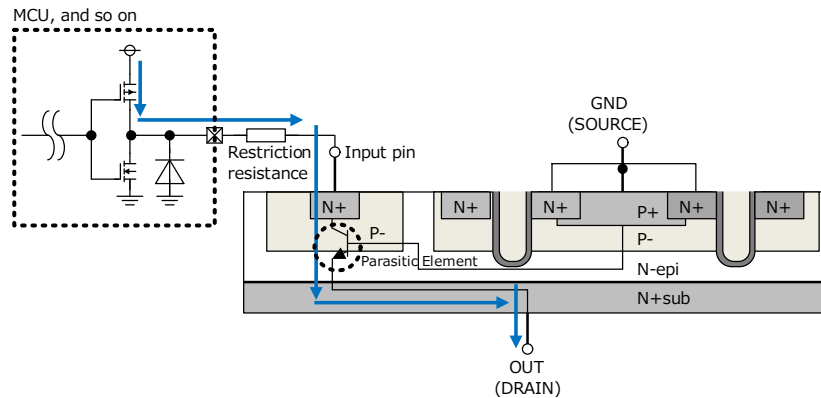 MCU, and so on
GND
(SOURCE)
Restriction
resistance
Input pin
N+
N+
N+
P+
N+
N+
P-
P-
Parasitic Element
N-epi
N+sub
OUT
(DRAIN)